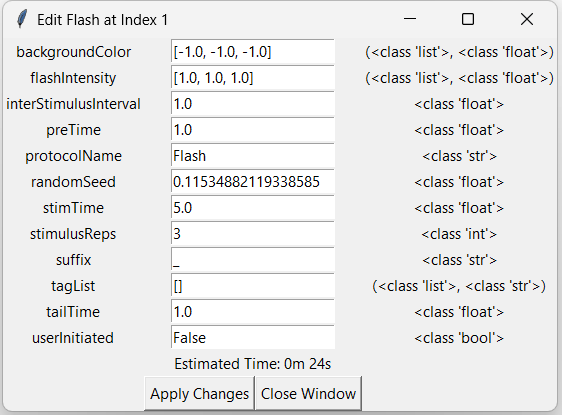 Edit Flash at Index 1
backgroundColor [-1.0, -1.0, -1.0] (<class 'list'>, <class 'float'>)
flashIntensity [1.0, 1.0, 1.0] (<class 'list'>, <class 'float'>)
interStimulusInterval 1.0 <class 'float'>
preTime 1.0 <class 'float'>
protocolName Flash <class 'str'>
randomSeed 0.11534882119338585 <class 'float'>
stimTime 5.0 <class 'float'>
stimulusReps 3 <class 'int'>
suffix _ <class 'str'>
tagList [] (<class 'list'>, <class 'str'>)
tailTime 1.0 <class 'float'>
userInitiated False <class 'bool'>
Estimated Time: 0m 24s
Apply Changes Close Window